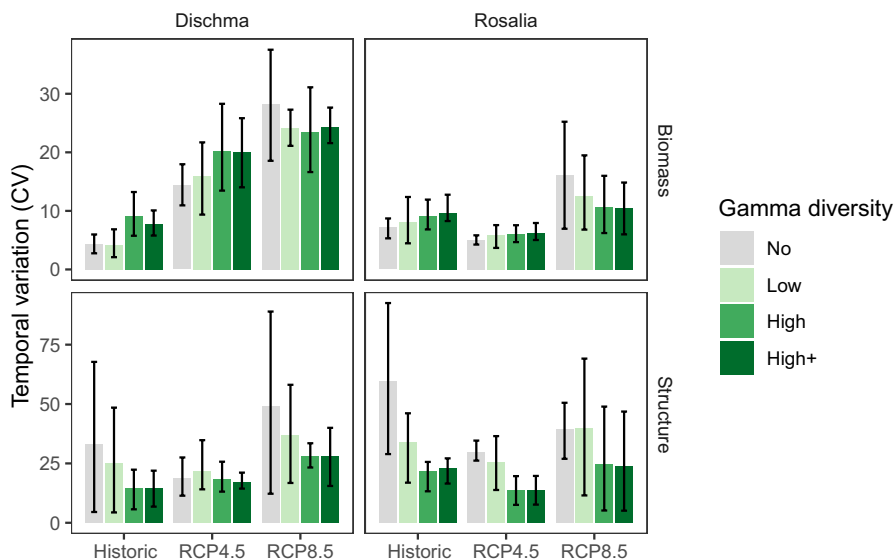 Dischma Rosalia
Temporal variation (CV)
30
20
10
0
Biomass
75
50
25
0
Structure
Historic RCP4.5 RCP8.5 Historic RCP4.5 RCP8.5
Gamma diversity
No
Low
High
High+